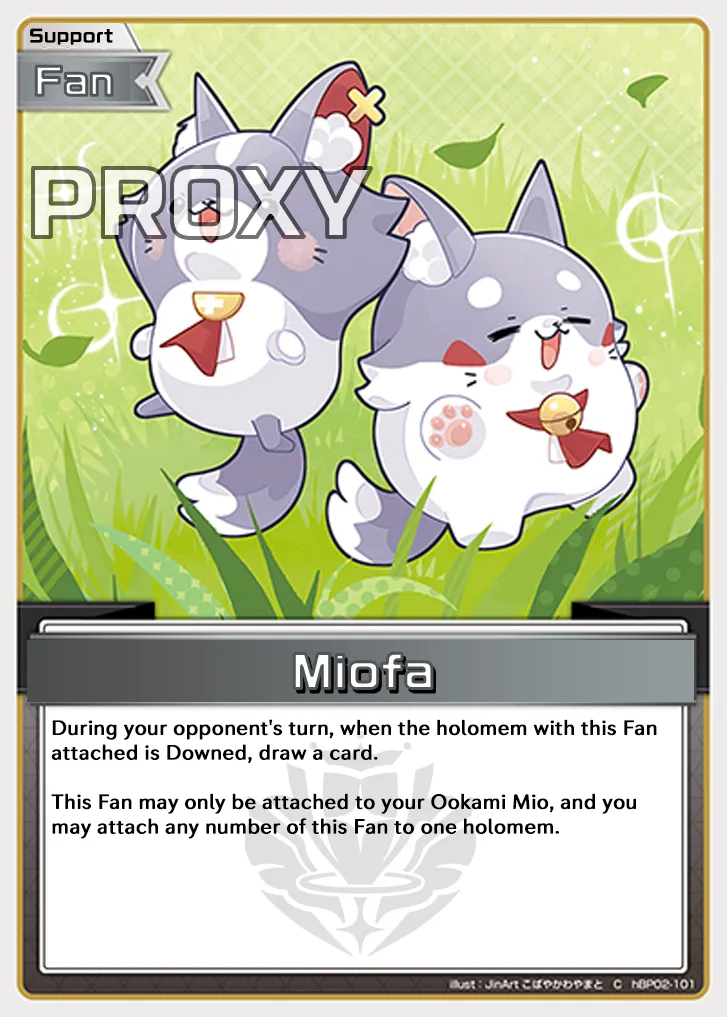 Support
Fan
PROXY
Miofa
During your opponent's turn, when the holomem with this Fan
attached is Downed, draw a card.
This Fan may only be attached to your Ookami Mio, and you
may attach any number of this Fan to one holomem.
illust : JinArt こばやかわやまと C hBP02-101